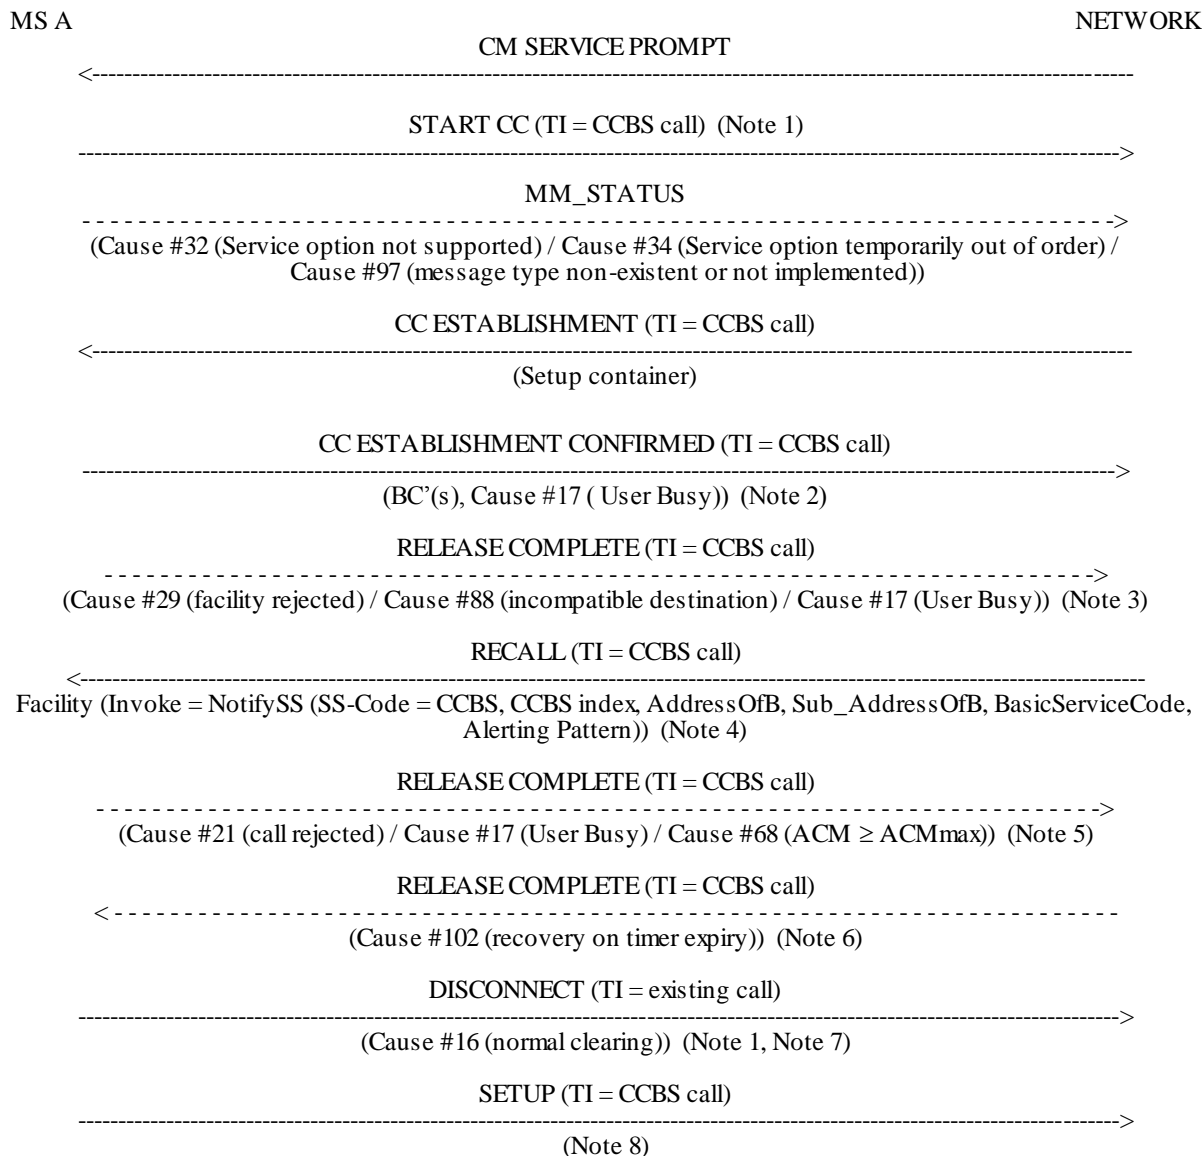 MS A NETWORK
CM SERVICE PROMPT
<------------------------------------------------------------------------
START CC (TI = CCBS call) (Note 1)
------------------------------------------------------------------------>
MM_STATUS
- - - - - - - - - - - - - - - - - - - - - - - - - - - - - - - - - - - ->
(Cause #32 (Service option not supported) / Cause #34 (Service option temporarily out of order) /
Cause #97 (message type non-existent or not implemented))
CC ESTABLISHMENT (TI = CCBS call)
<------------------------------------------------------------------------
(Setup container)
CC ESTABLISHMENT CONFIRMED (TI = CCBS call)
------------------------------------------------------------------------>
(BC’(s), Cause #17 ( User Busy)) (Note 2)
RELEASE COMPLETE (TI = CCBS call)
- - - - - - - - - - - - - - - - - - - - - - - - - - - - - - - - - - - ->
(Cause #29 (facility rejected) / Cause #88 (incompatible destination) / Cause #17 (User Busy)) (Note 3)
RECALL (TI = CCBS call)
<------------------------------------------------------------------------
Facility (Invoke = NotifySS (SS-Code = CCBS, CCBS index, AddressOfB, Sub_AddressOfB, BasicServiceCode,
Alerting Pattern)) (Note 4)
RELEASE COMPLETE (TI = CCBS call)
- - - - - - - - - - - - - - - - - - - - - - - - - - - - - - - - - - - ->
(Cause #21 (call rejected) / Cause #17 (User Busy) / Cause #68 (ACM ≥ ACMmax)) (Note 5)
RELEASE COMPLETE (TI = CCBS call)
< - - - - - - - - - - - - - - - - - - - - - - - - - - - - - - - - - - -
(Cause #102 (recovery on timer expiry)) (Note 6)
DISCONNECT (TI = existing call)
------------------------------------------------------------------------>
(Cause #16 (normal clearing)) (Note 1, Note 7)
SETUP (TI = CCBS call)
------------------------------------------------------------------------>
(Note 8)